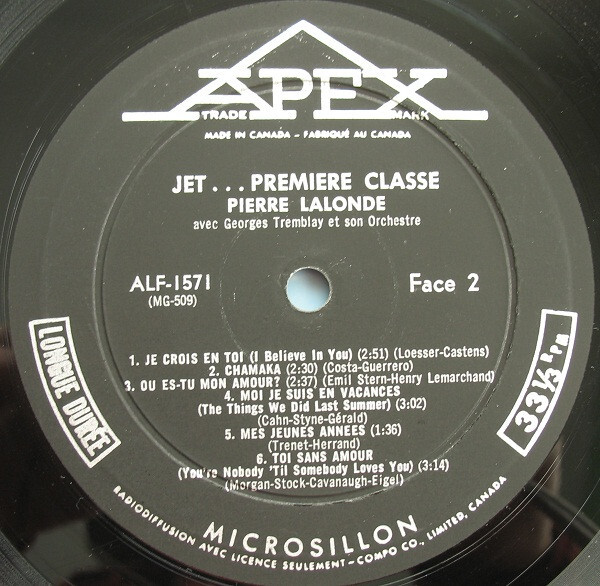 APEX
TRADE MARK
MADE IN CANADA - FABRIQUÉ AU CANADA
JET... PREMIERE CLASSE
PIERRE LALONDE
avec Georges Tremblay et son Orchestre
ALF-1571 Face 2
(MG-509)
1. JE CROIS EN TOI (I Believe In You) (2:51) (Loesser-Castens)
2. CHAMAKA (2:30) (Costa-Guerrero)
3. OU ES-TU MON AMOUR? (2:37) (Emil Stern-Henry Lemarchand)
4. MOI JE SUIS EN VACANCES
(The Things We Did Last Summer) (3:02)
(Cahn-Styne-Gérald)
5. MES JEUNES ANNEES (1:36)
(Trenet-Herrand)
6. TOI SANS AMOUR
(You're Nobody 'Til Somebody Loves You) (3:14)
(Morgan-Stock-Cavanaugh-Eigel)
LONGUE DURÉE
33 1/3 R.P.M.
MICROSILLON
RADIODIFFUSION AVEC LICENCE SEULEMENT-COMPO CO., LIMITED, CANADA